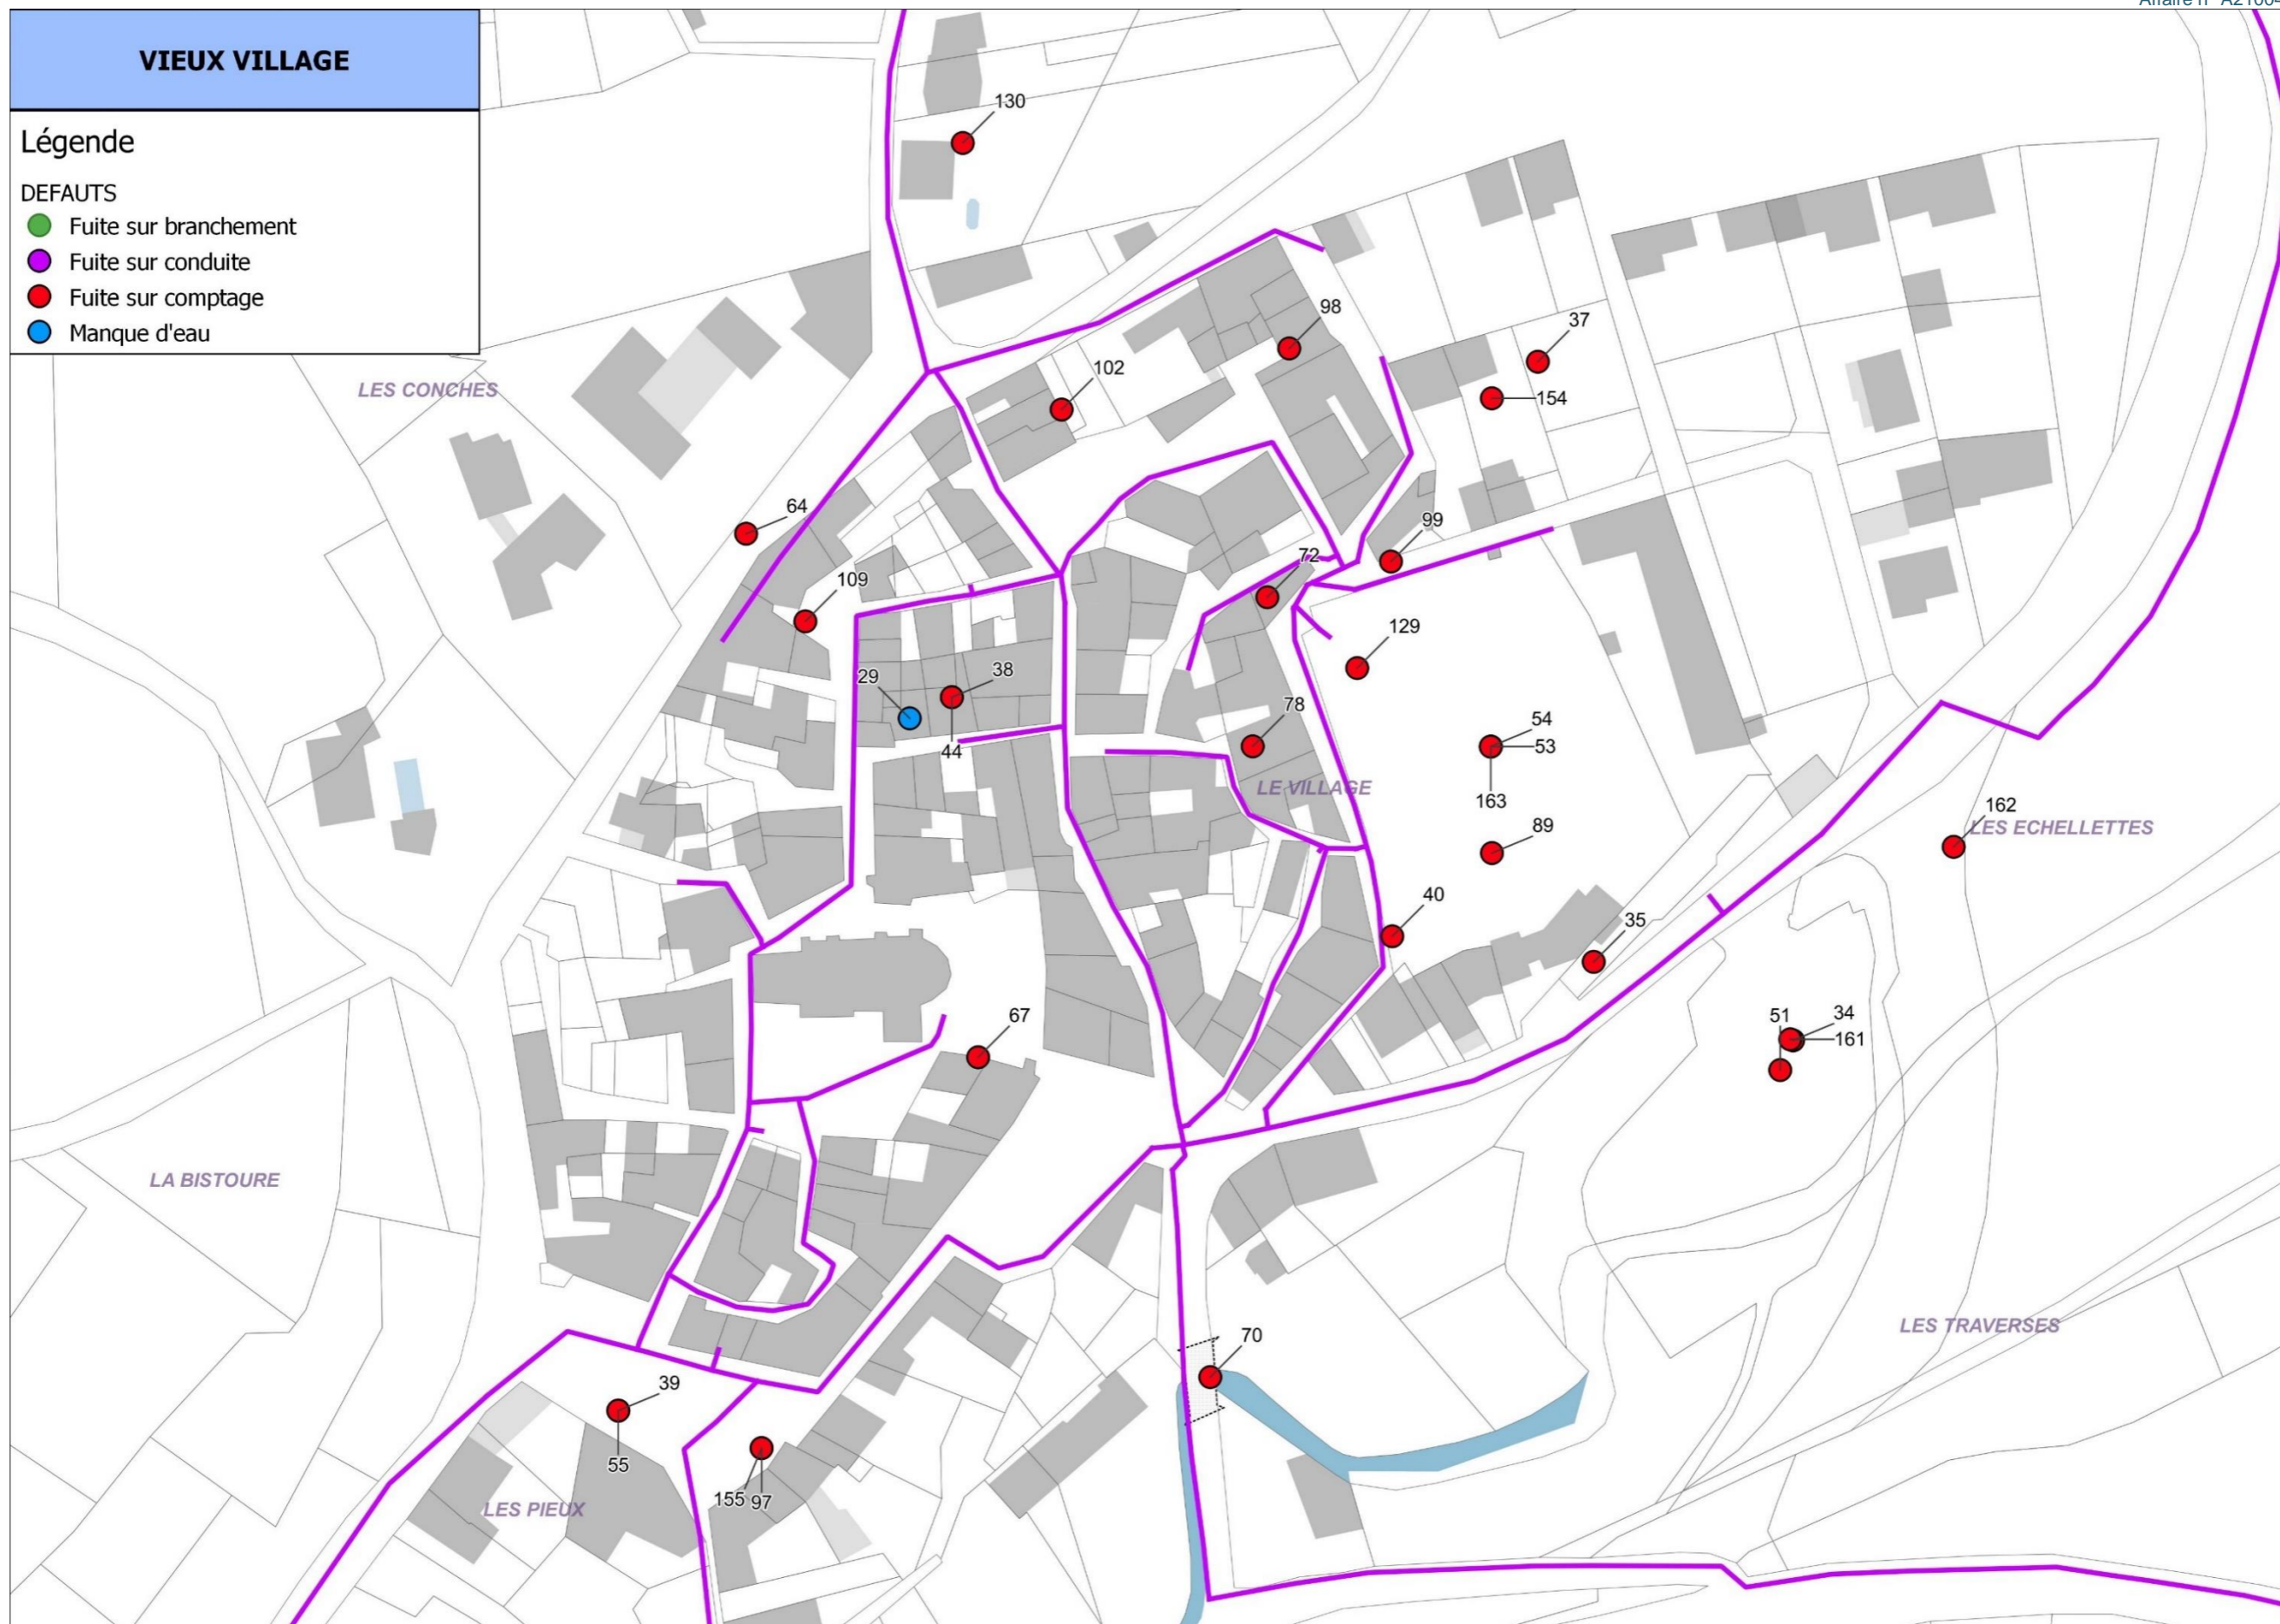 VIEUX VILLAGE
Légende
DEFAUTS
Fuite sur branchement
Fuite sur conduite
Fuite sur comptage
Manque d'eau
130
98
37
LES CONCHES
102
154
64
99
72
109
129
38
29
78
54
44
53
LE VILLAGE
163
162
89
LES ECHELLETTES
40
35
67
51
34
161
LA BISTOURE
LES TRAVERSES
70
39
55
155
97
LES PIEUX